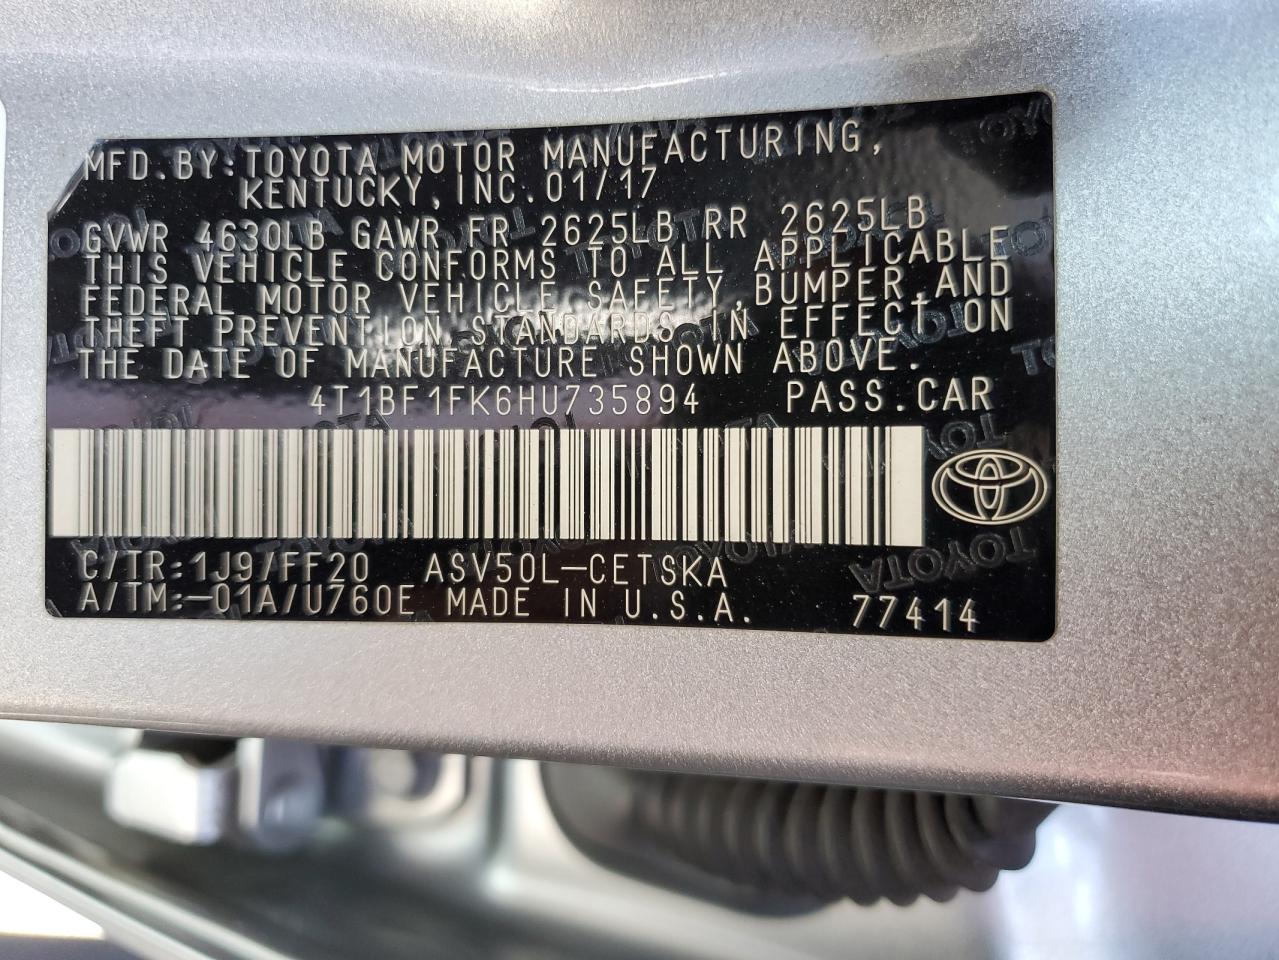 MFD.BY:TOYOTA MOTOR MANUFACTURING,
KENTUCKY,INC.01/17
GVWR 4630LB GAWR FR 2625LB RR 2625LB
THIS VEHICLE CONFORMS TO ALL APPLICABLE
FEDERAL MOTOR VEHICLE SAFETY,BUMPER,AND
THEFT PREVENTION STANDARDS IN EFFECT ON
THE DATE OF MANUFACTURE SHOWN ABOVE.
4T1BF1FK6HU735894 PASS.CAR
C/TR:1J97/FF20 ASV50L-CETSKA
A/TM:-01A/U760E MADE IN U.S.A. 77414